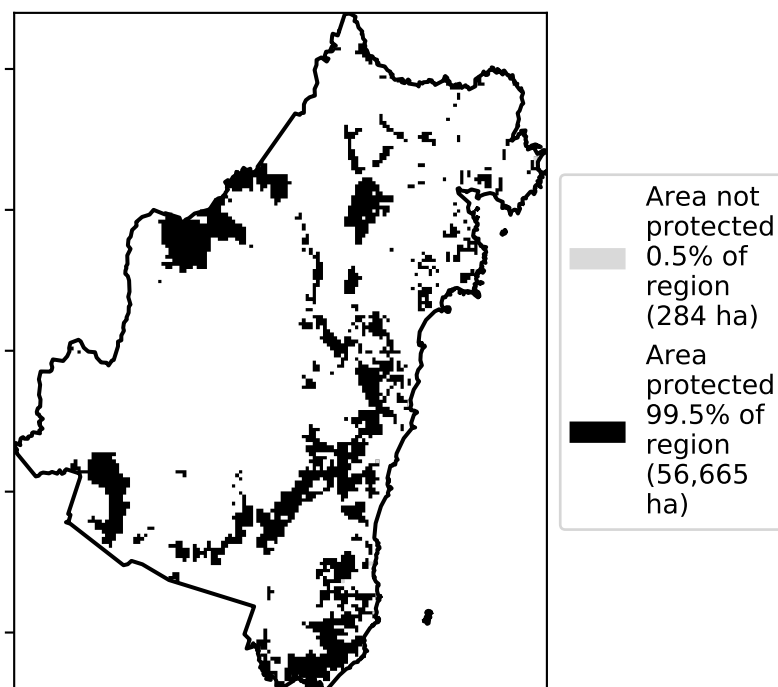 Area not
protected
0.5% of
region
(284 ha)
Area
protected
99.5% of
region
(56,665
ha)